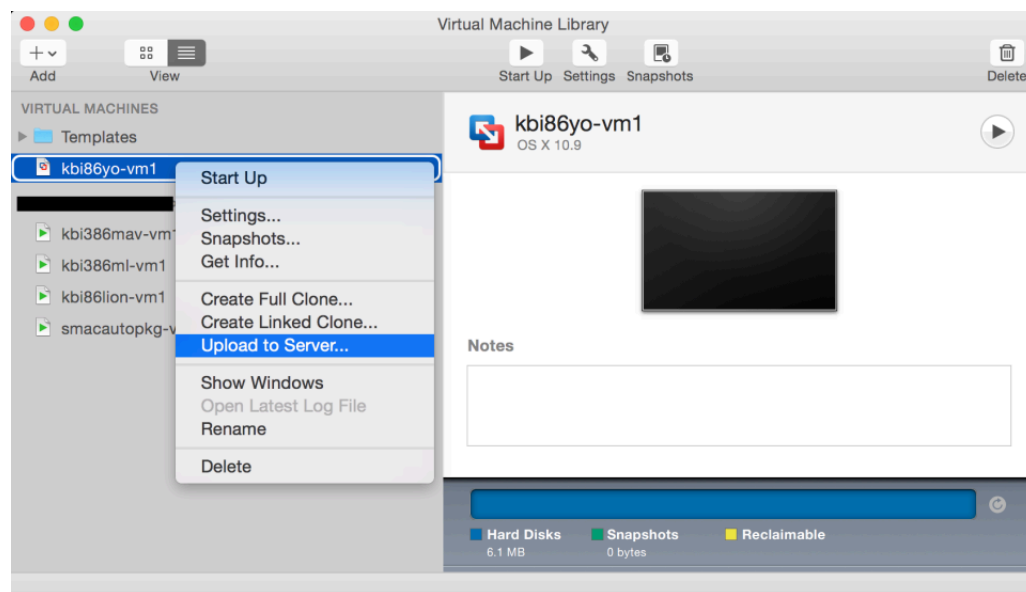 Virtual Machine Library
Add View Start Up Settings Snapshots Delete
VIRTUAL MACHINES
Templates
kbi86yo-vm1
kbi386mav-vm1
kbi386ml-vm1
kbi86lion-vm1
smacautopkg-v
Start Up
Settings...
Snapshots...
Get Info...
Create Full Clone...
Create Linked Clone...
Upload to Server...
Show Windows
Open Latest Log File
Rename
Delete
kbi86yo-vm1
OS X 10.9
Notes
Hard Disks Snapshots Reclaimable
6.1 MB 0 bytes